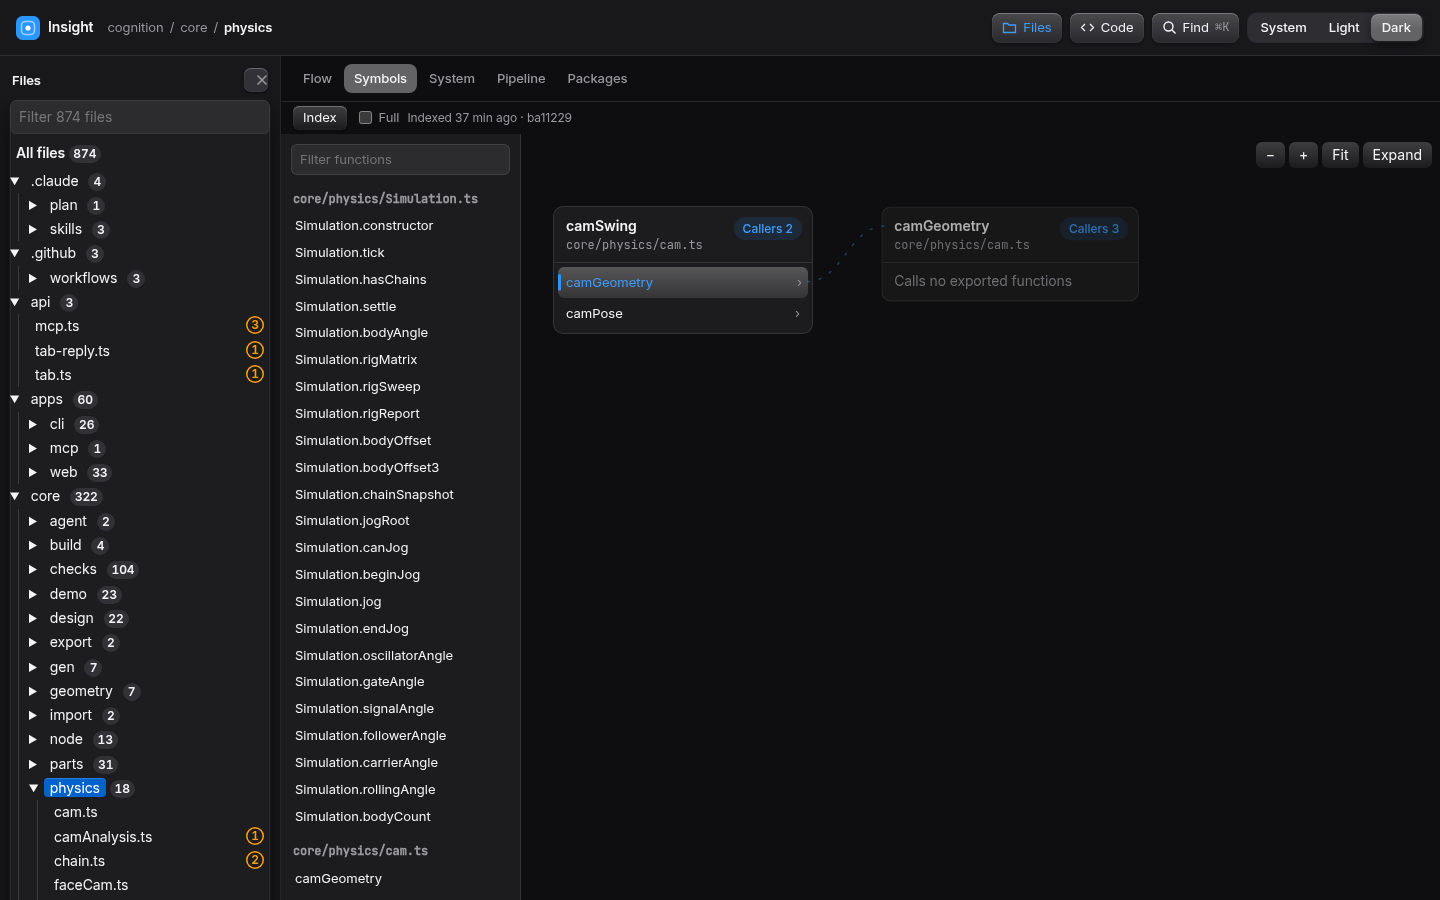 Insight cognition / core / physics
Files Code Find ⌘K System Light Dark
Files
Filter 874 files
All files 874
.claude 4
plan 1
skills 3
.github 3
workflows 3
api 3
mcp.ts 3
tab-reply.ts 1
tab.ts 1
apps 60
cli 26
mcp 1
web 33
core 322
agent 2
build 4
checks 104
demo 23
design 22
export 2
gen 7
geometry 7
import 2
node 13
parts 31
physics 18
cam.ts
camAnalysis.ts 1
chain.ts 2
faceCam.ts
Flow Symbols System Pipeline Packages
Index Full Indexed 37 min ago · ba11229
Filter functions
core/physics/Simulation.ts
Simulation.constructor
Simulation.tick
Simulation.hasChains
Simulation.settle
Simulation.bodyAngle
Simulation.rigMatrix
Simulation.rigSweep
Simulation.rigReport
Simulation.bodyOffset
Simulation.bodyOffset3
Simulation.chainSnapshot
Simulation.jogRoot
Simulation.canJog
Simulation.beginJog
Simulation.jog
Simulation.endJog
Simulation.oscillatorAngle
Simulation.gateAngle
Simulation.signalAngle
Simulation.followerAngle
Simulation.carrierAngle
Simulation.rollingAngle
Simulation.bodyCount
core/physics/cam.ts
camGeometry
− + Fit Expand
camSwing Callers 2
core/physics/cam.ts
camGeometry ›
camPose ›
camGeometry Callers 3
core/physics/cam.ts
Calls no exported functions